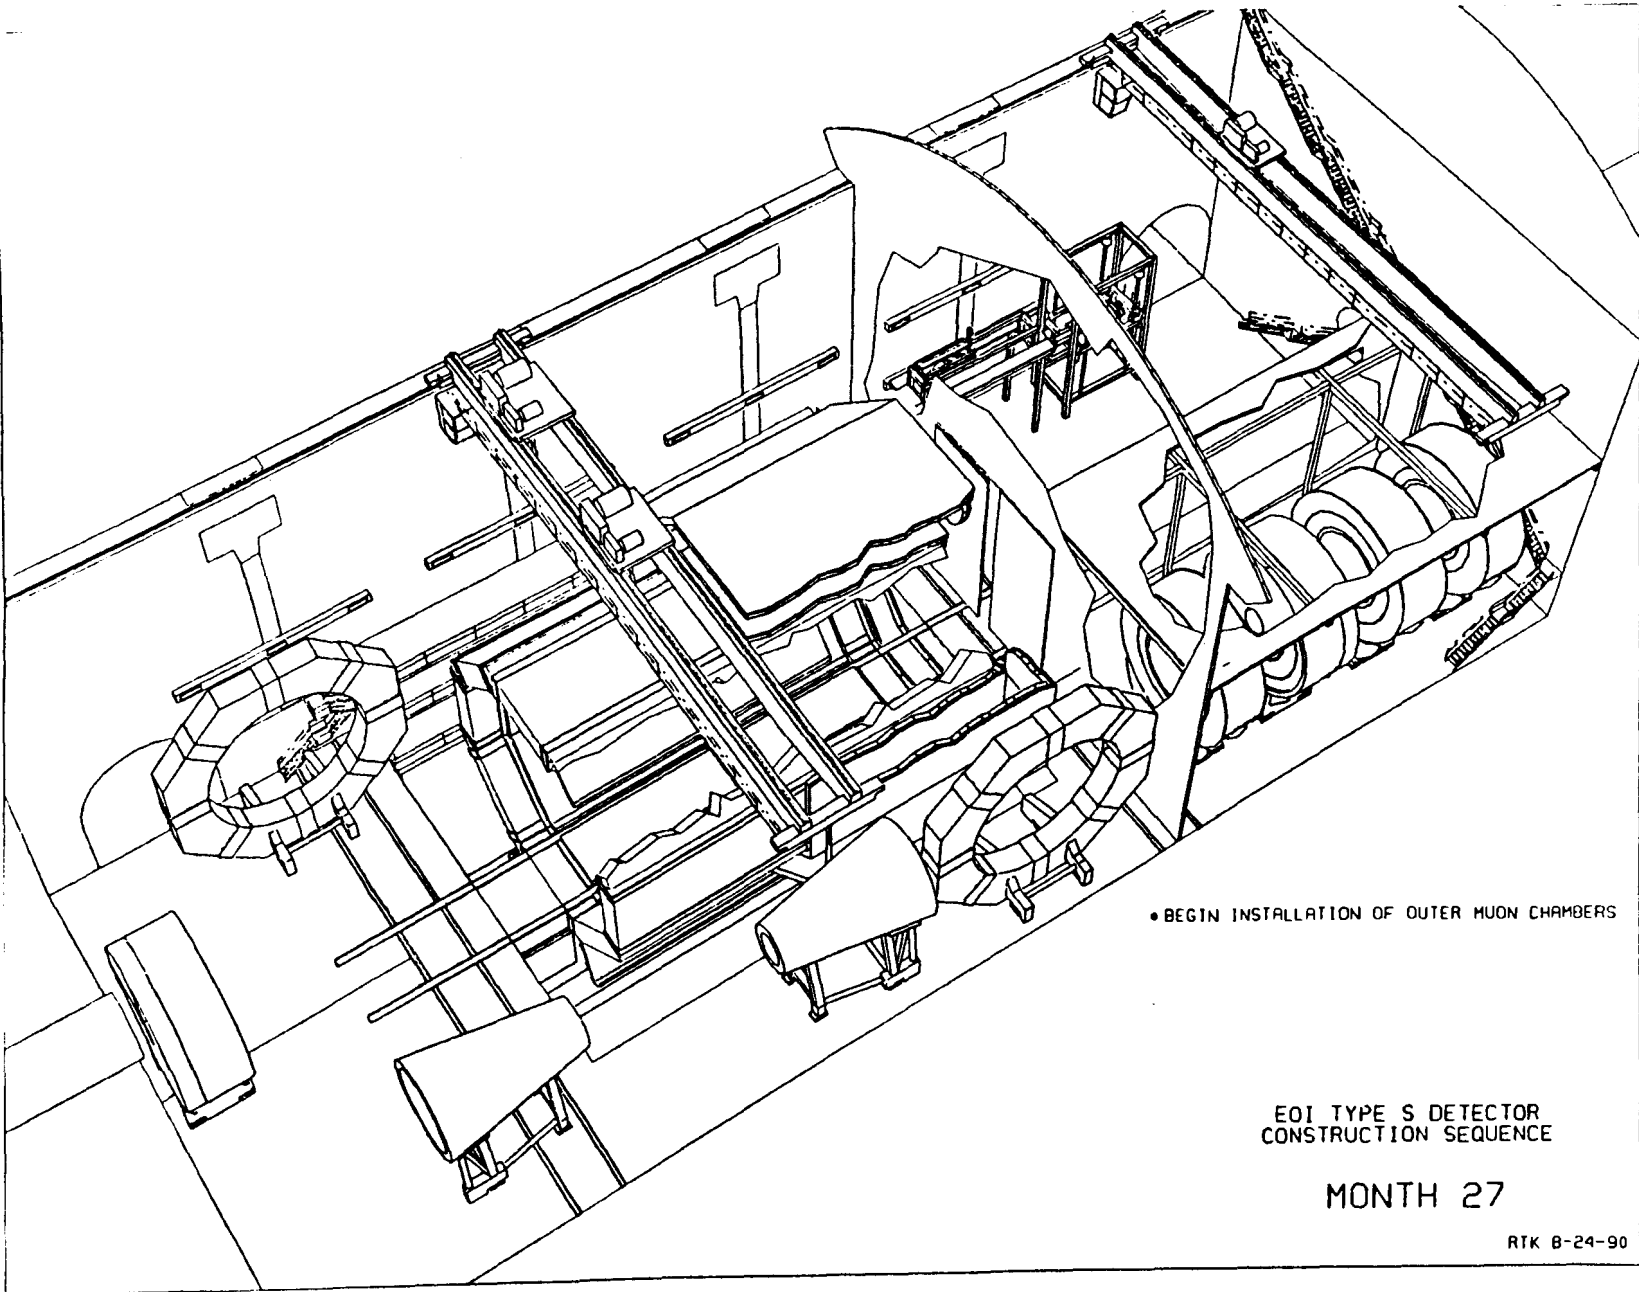 • BEGIN INSTALLATION OF OUTER MUON CHAMBERS
EOI TYPE S DETECTOR
CONSTRUCTION SEQUENCE
MONTH 27
RTK 8-24-90